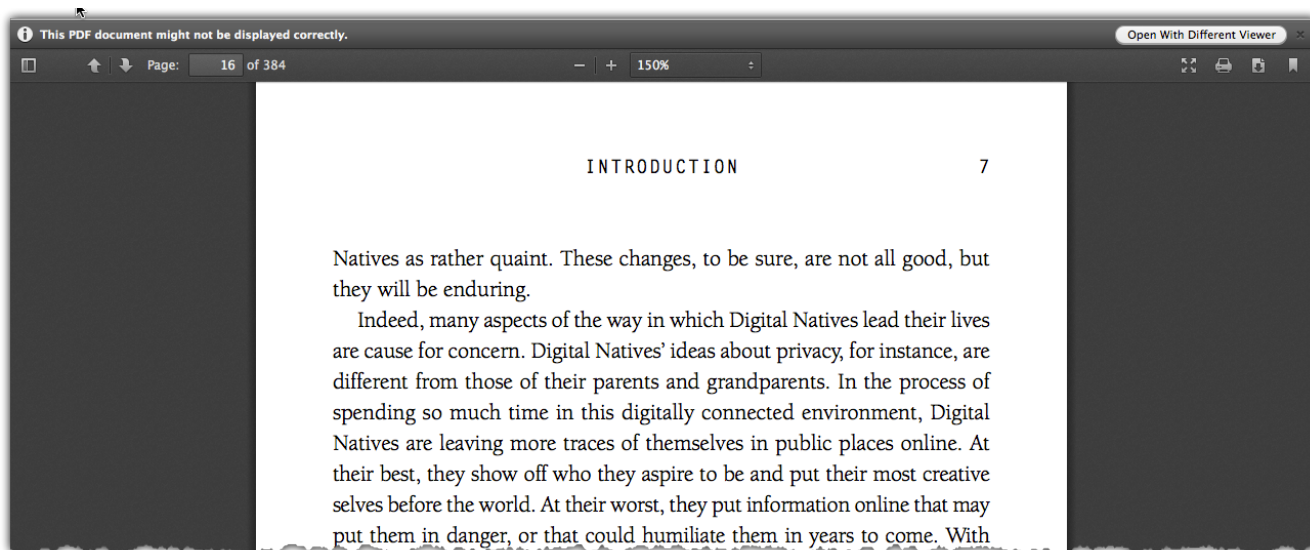 This PDF document might not be displayed correctly.
Open With Different Viewer
Page: 16 of 384
150%
INTRODUCTION 7
Natives as rather quaint. These changes, to be sure, are not all good, but
they will be enduring.
Indeed, many aspects of the way in which Digital Natives lead their lives
are cause for concern. Digital Natives’ ideas about privacy, for instance, are
different from those of their parents and grandparents. In the process of
spending so much time in this digitally connected environment, Digital
Natives are leaving more traces of themselves in public places online. At
their best, they show off who they aspire to be and put their most creative
selves before the world. At their worst, they put information online that may
put them in danger, or that could humiliate them in years to come. With